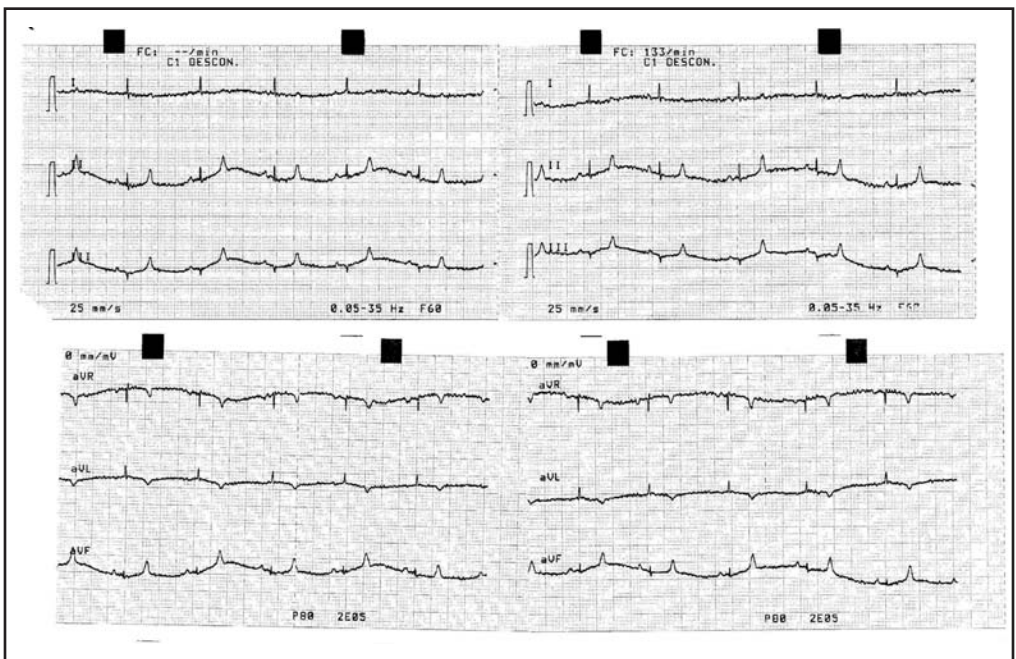 FC: --/min
C1 DESCON.
I
II
III
25 mm/s 0.05-35 Hz F60
FC: 133/min
C1 DESCON.
I
II
III
25 mm/s 0.05-35 Hz
0 mm/mV
aVR
aVL
aVF
P80 2E05
0 mm/mV
aVR
aVL
aVF
P80 2E05